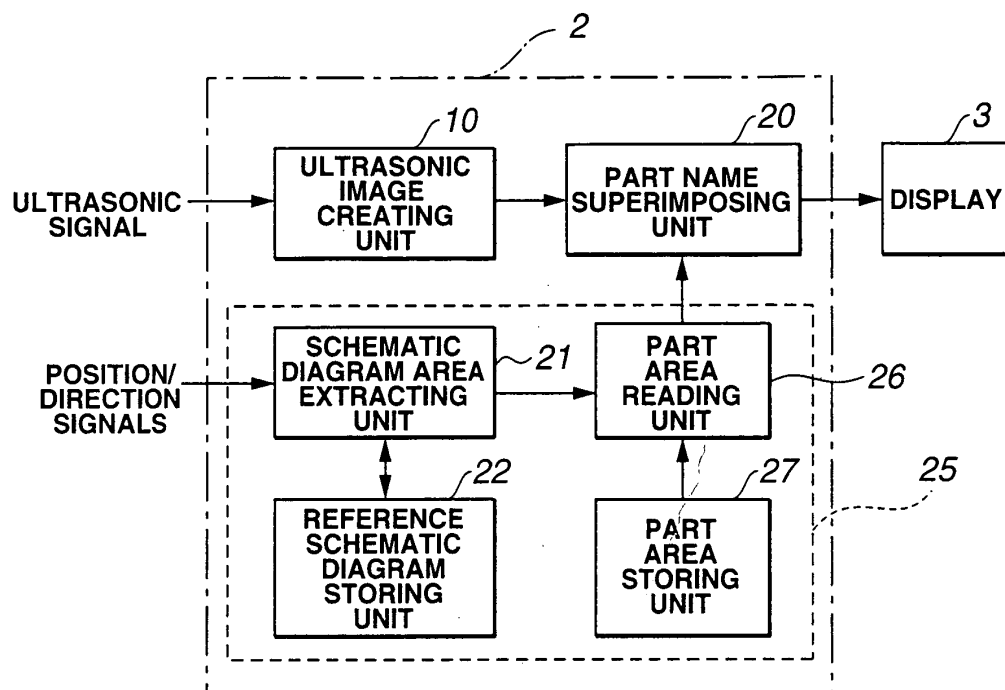 2
10
20
3
ULTRASONIC
SIGNAL
ULTRASONIC
IMAGE
CREATING
UNIT
PART NAME
SUPERIMPOSING
UNIT
DISPLAY
POSITION/
DIRECTION
SIGNALS
SCHEMATIC
DIAGRAM AREA
EXTRACTING
UNIT
21
PART
AREA
READING
UNIT
26
22
27
25
REFERENCE
SCHEMATIC
DIAGRAM
STORING
UNIT
PART
AREA
STORING
UNIT